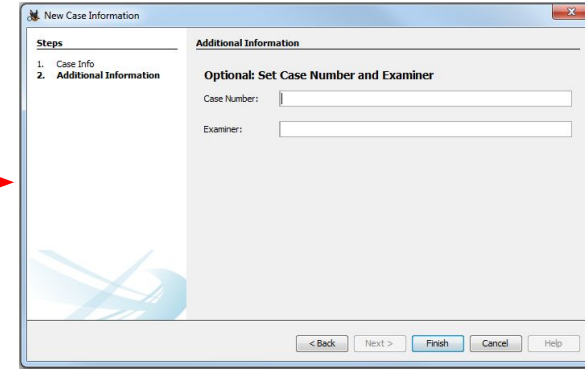 New Case Information
Steps
1. Case Info
2. Additional Information
Additional Information
Optional: Set Case Number and Examiner
Case Number:
Examiner:
< Back
Next >
Finish
Cancel
Help